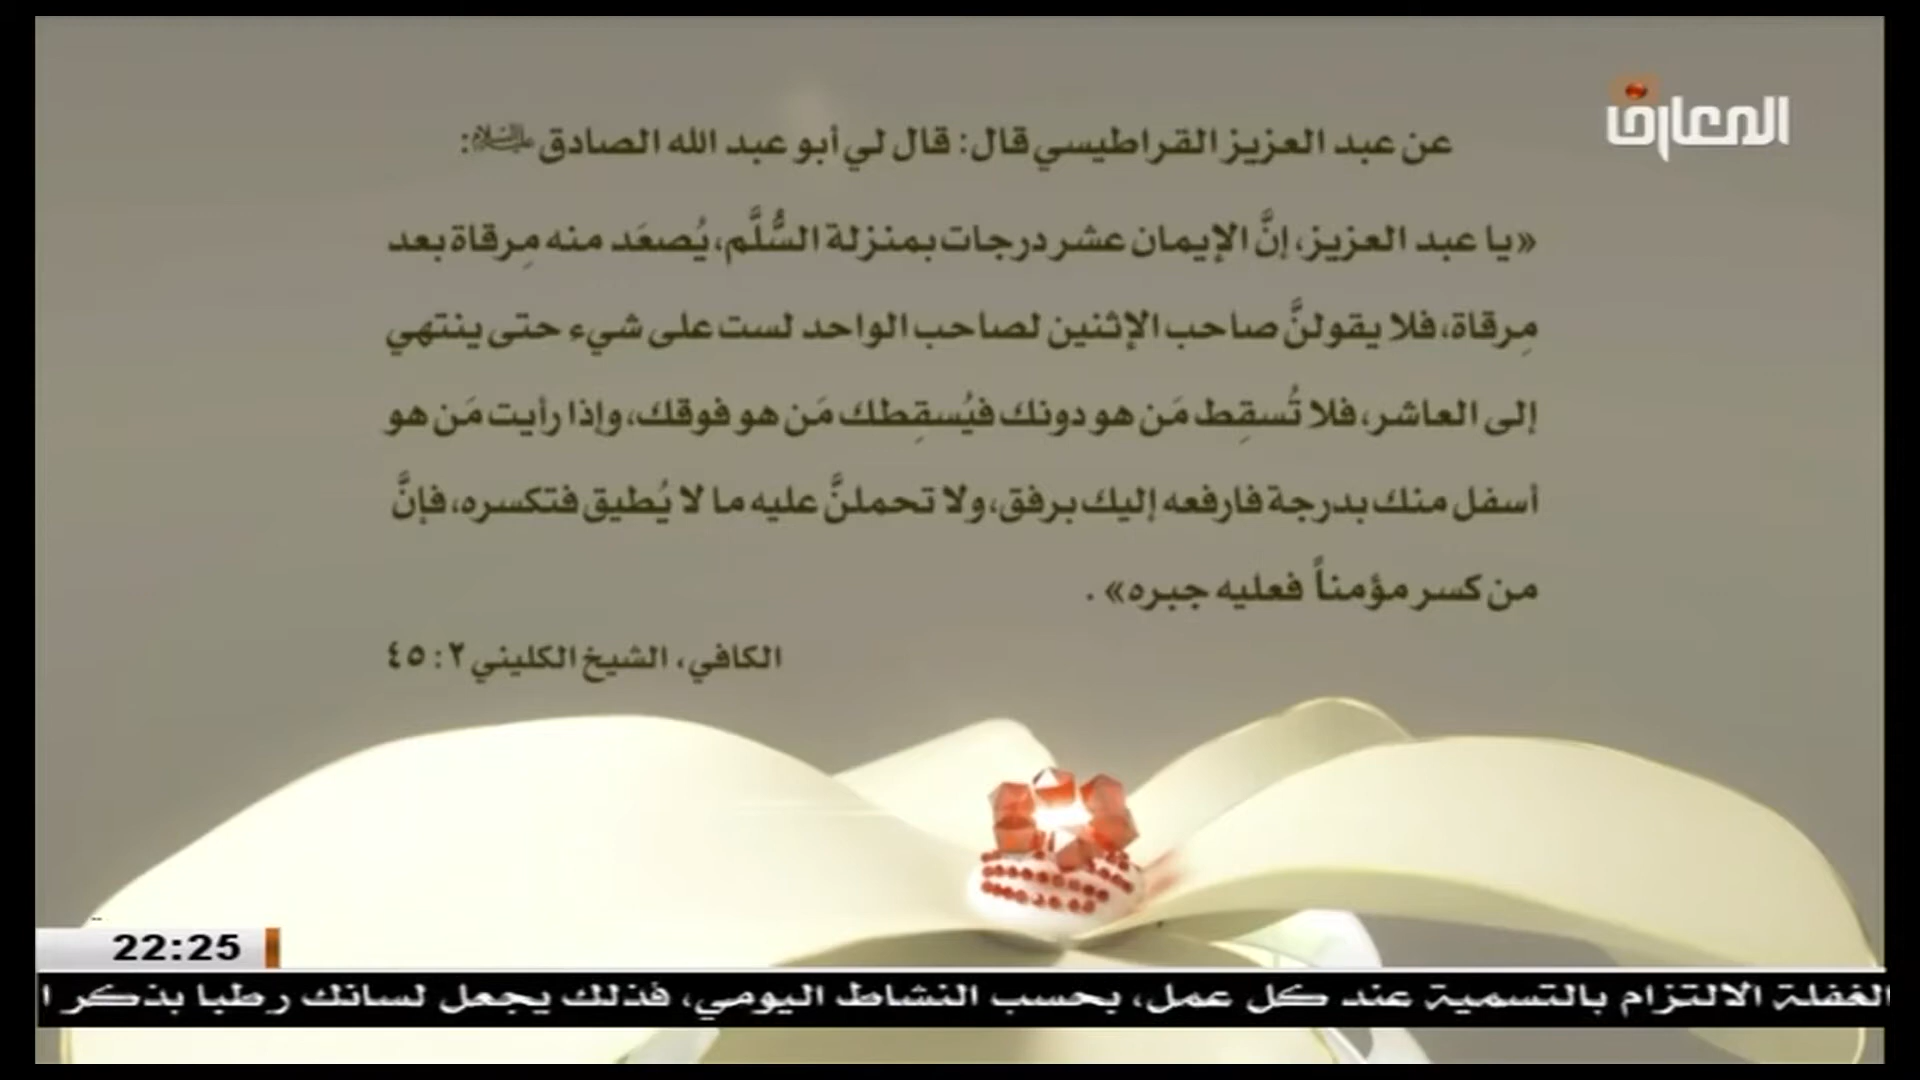 المعارف
عن عبد العزيز القراطيسي قال: قال لي أبو عبد الله الصادق عليه السلام:
«يا عبد العزيز، إنَّ الإيمان عشر درجات بمنزلة السُّلَّم، يُصعَد منه مِرقاة بعد
مِرقاة، فلا يقولنَّ صاحب الإثنين لصاحب الواحد لست على شيء حتى ينتهي
إلى العاشر، فلا تُسقِط مَن هو دونك فيُسقِطك مَن هو فوقك، وإذا رأيت مَن هو
أسفل منك بدرجة فارفعه إليك برفق، ولا تحملنَّ عليه ما لا يُطيق فتكسره، فإنَّ
من كسر مؤمناً فعليه جبره» .
الكافي، الشيخ الكليني ٢: ٤٥
22:25
الغفلة الالتزام بالتسمية عند كل عمل، بحسب النشاط اليومي، فذلك يجعل لسانك رطبا بذكر ا